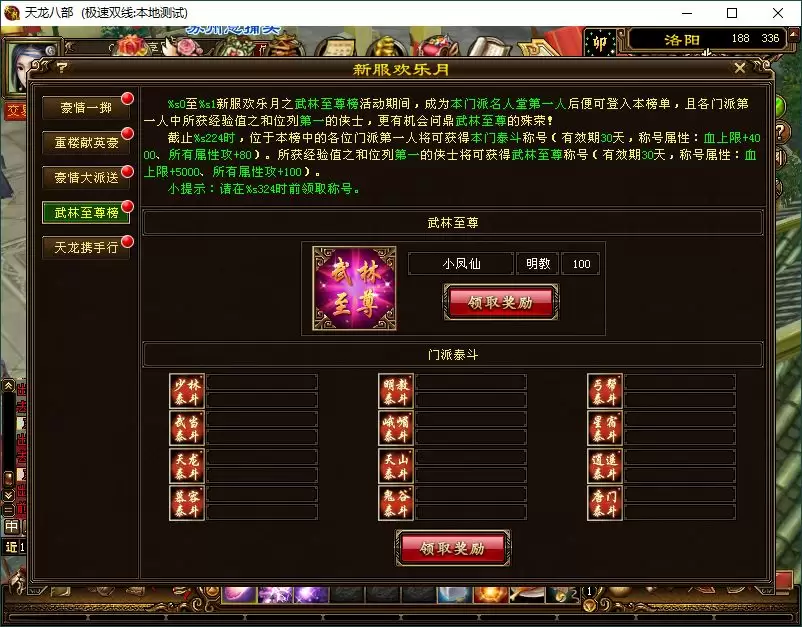 天龙八部 (极速双线:本地测试)
洛阳
188 336
新服欢乐月
豪情一掷
重楼献英豪
豪情大派送
武林至尊榜
天龙携手行
%s0至%s1新服欢乐月之武林至尊榜活动期间，成为本门派名人堂第一人后便可登入本榜单，且各门派第
一人中所获经验值之和位列第一的侠士，更有机会问鼎武林至尊的殊荣！
截止%s224时，位于本榜中的各位门派第一人将可获得本门泰斗称号（有效期30天，称号属性：血上限+40
00、所有属性攻+80）。所获经验值之和位列第一的侠士将可获得武林至尊称号（有效期30天，称号属性：血
上限+5000、所有属性攻+100）。
小提示：请在%s324时前领取称号。
武林至尊
武林
至尊
小凤仙 明教 100
领取奖励
门派泰斗
少林泰斗 明教泰斗 丐帮泰斗
武当泰斗 峨嵋泰斗 星宿泰斗
天龙泰斗 天山泰斗 逍遥泰斗
慕容泰斗 鬼谷泰斗 唐门泰斗
领取奖励
甲
近1
1